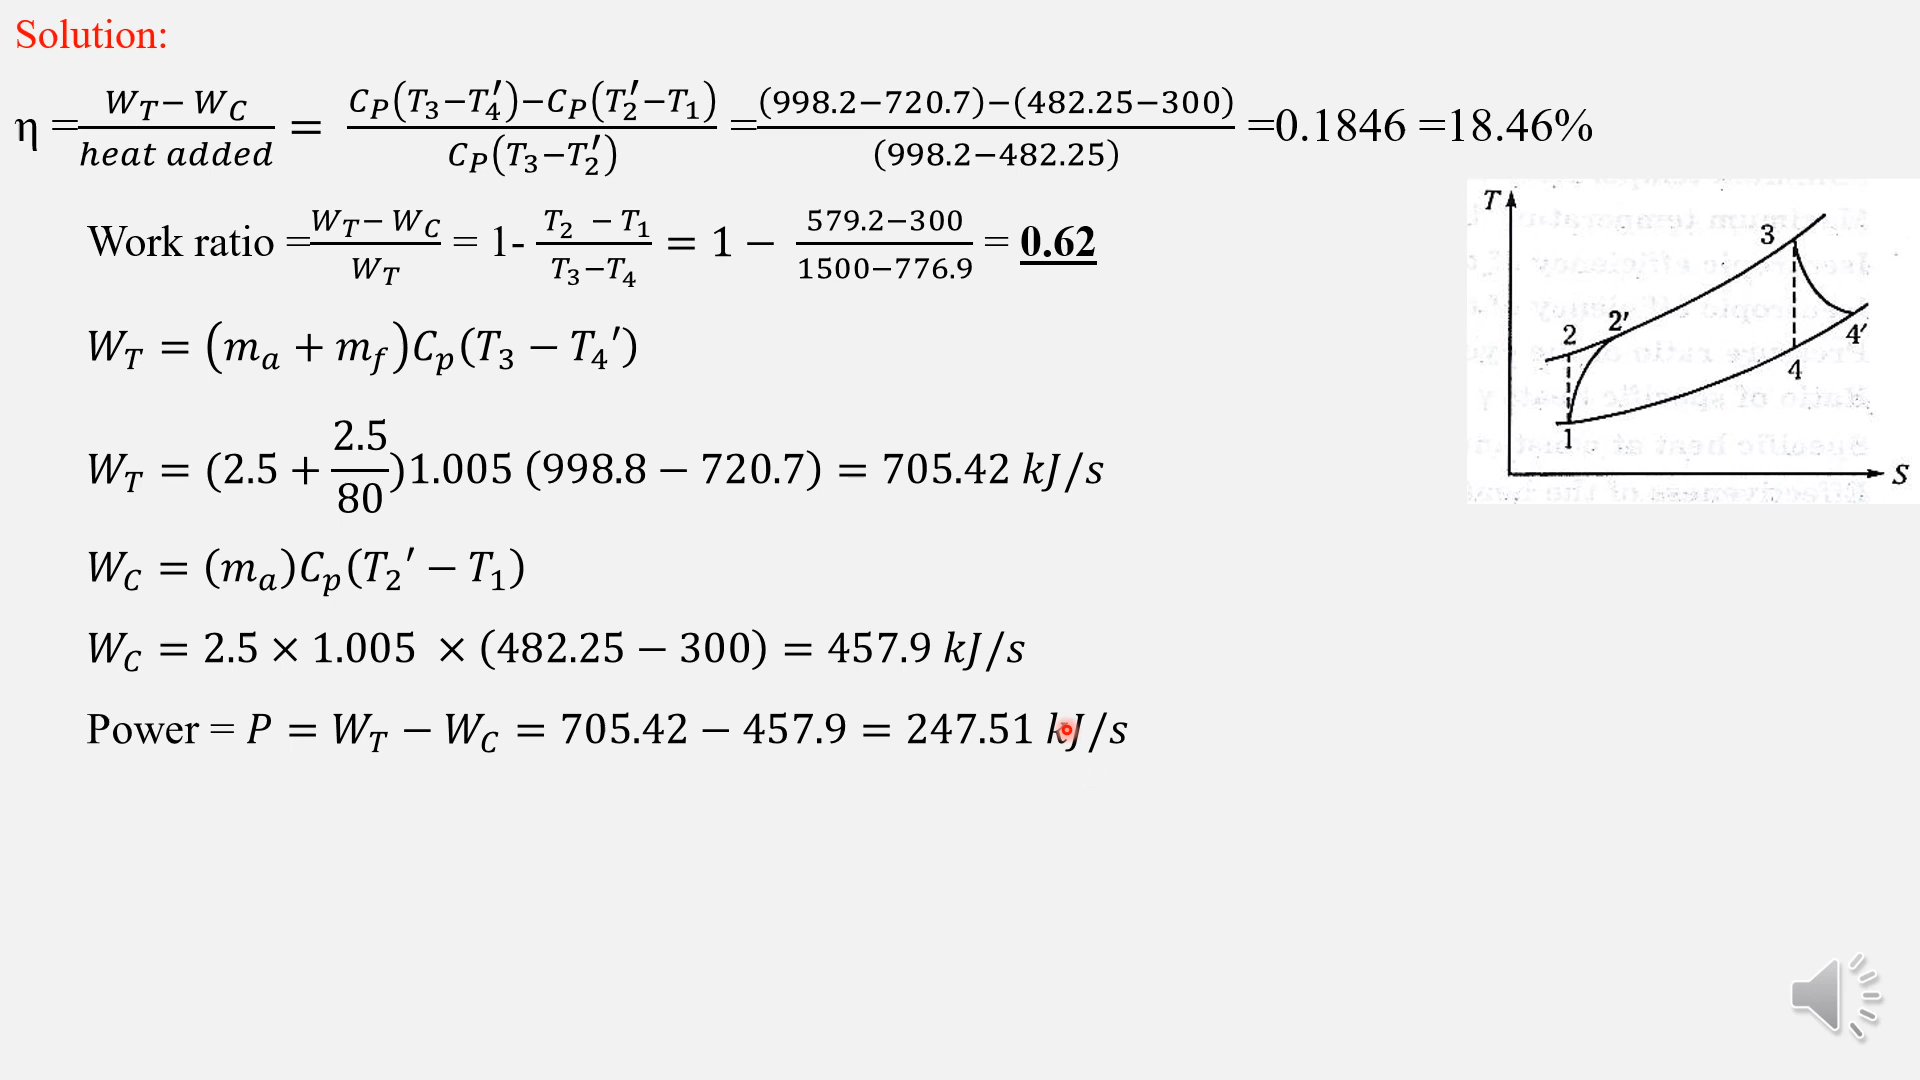 Solution:
η = (W_T − W_C)/(heat added) = (C_P(T_3−T_4′)−C_P(T_2′−T_1))/(C_P(T_3−T_2′)) = ((998.2−720.7)−(482.25−300))/((998.2−482.25)) =0.1846 =18.46%
Work ratio = (W_T − W_C)/W_T = 1- (T_2 − T_1)/(T_3−T_4) = 1 − (579.2−300)/(1500−776.9) = 0.62
W_T = (m_a + m_f)C_p(T_3 − T_4′)
W_T = (2.5 + 2.5/80)1.005 (998.8 − 720.7) = 705.42 kJ/s
W_C = (m_a)C_p(T_2′ − T_1)
W_C = 2.5 × 1.005 × (482.25 − 300) = 457.9 kJ/s
Power = P = W_T − W_C = 705.42 − 457.9 = 247.51 kJ/s
T
3
2
2′
4′
4
1
S